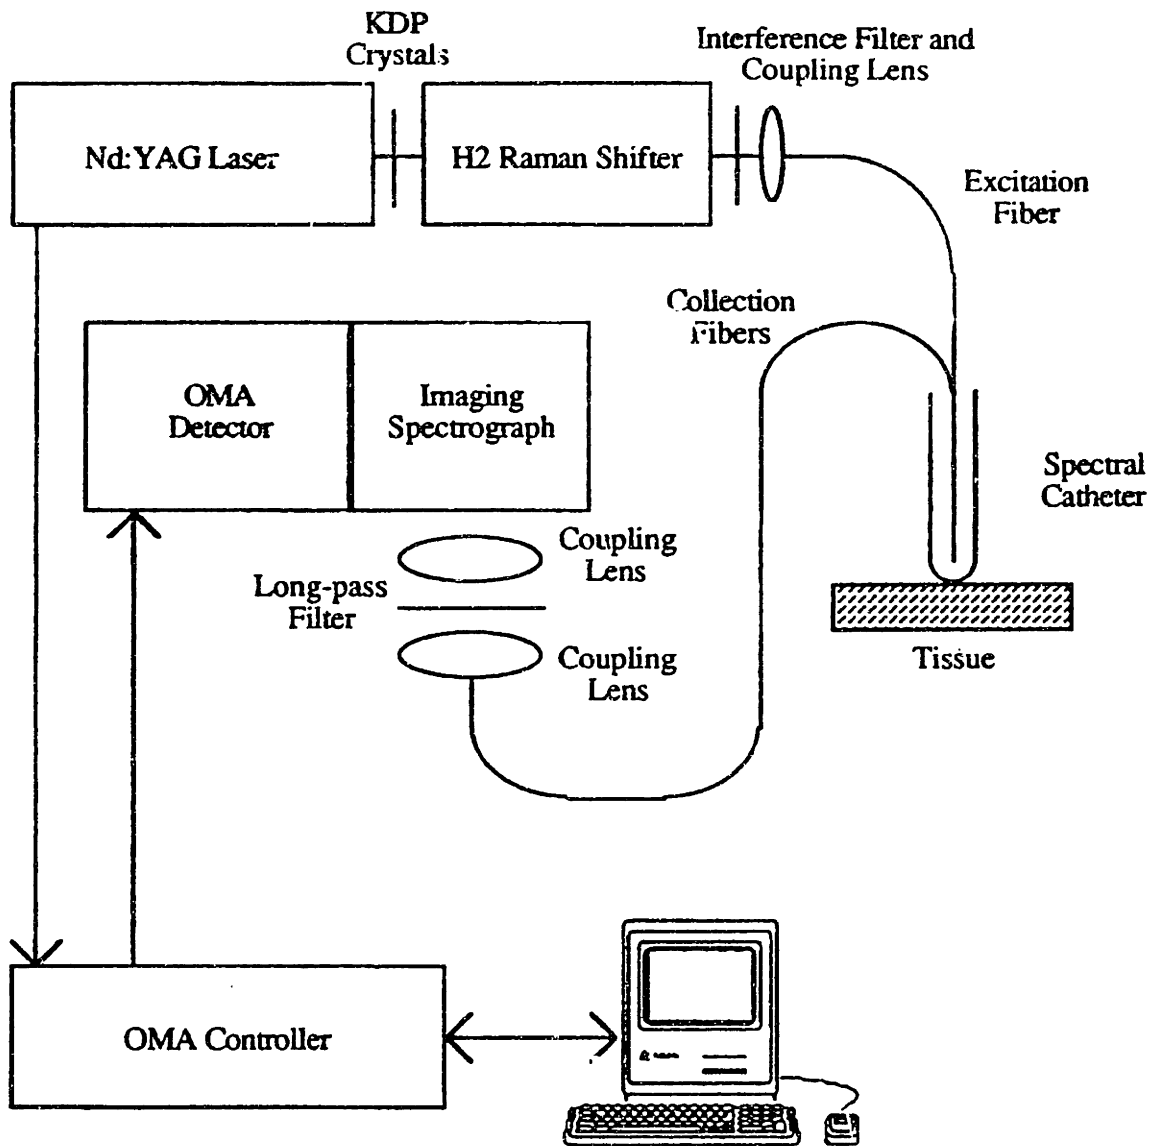 KDP
Crystals
Interference Filter and
Coupling Lens
Nd:YAG Laser
H2 Raman Shifter
Excitation
Fiber
Collection
Fibers
OMA
Detector
Imaging
Spectrograph
Spectral
Catheter
Coupling
Lens
Long-pass
Filter
Coupling
Lens
Tissue
OMA Controller